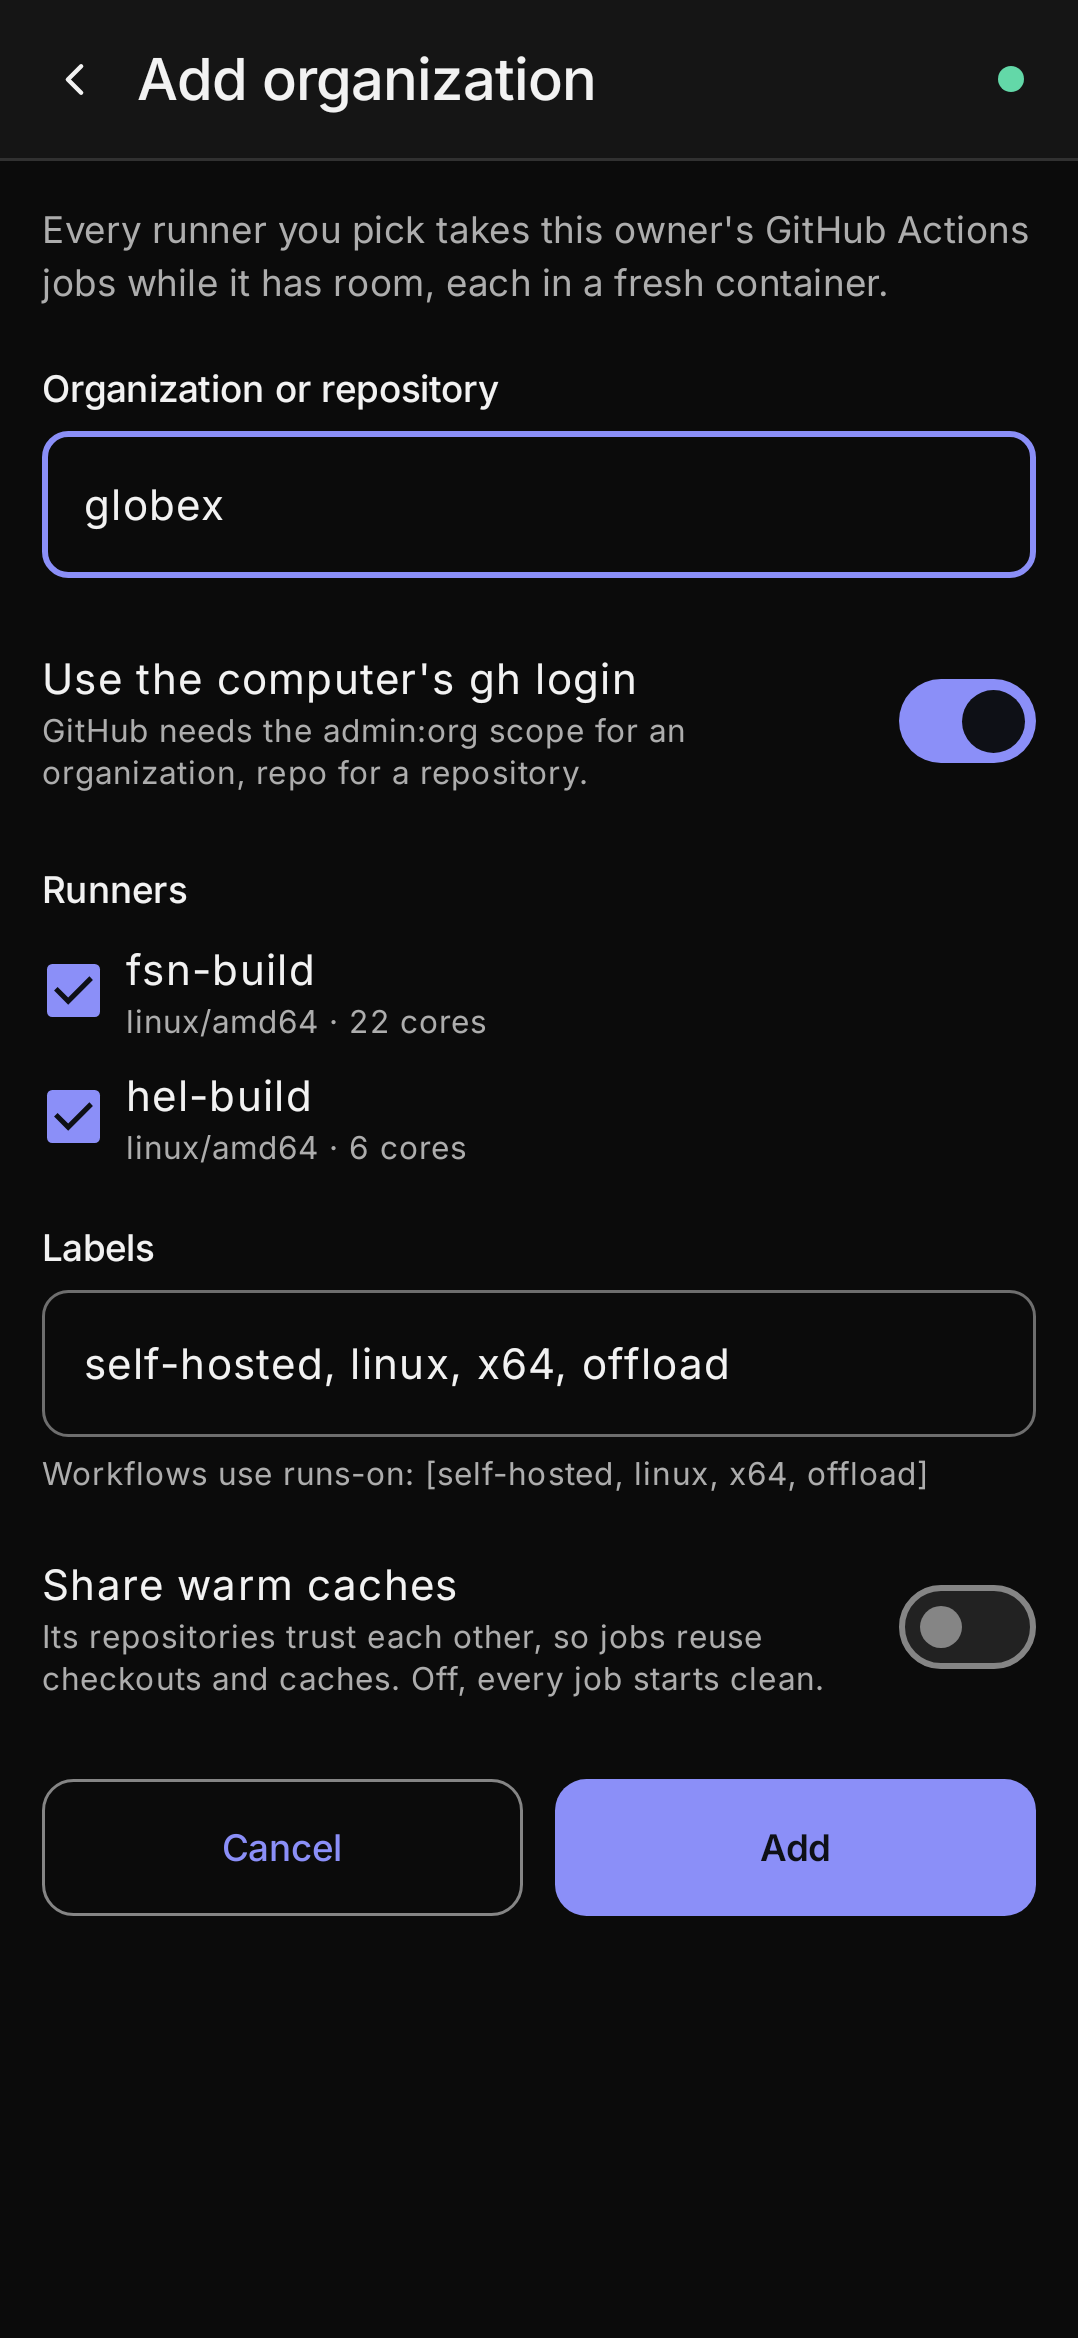 Add organization
Every runner you pick takes this owner's GitHub Actions
jobs while it has room, each in a fresh container.
Organization or repository
globex
Use the computer's gh login
GitHub needs the admin:org scope for an
organization, repo for a repository.
Runners
fsn-build
linux/amd64 · 22 cores
hel-build
linux/amd64 · 6 cores
Labels
self-hosted, linux, x64, offload
Workflows use runs-on: [self-hosted, linux, x64, offload]
Share warm caches
Its repositories trust each other, so jobs reuse
checkouts and caches. Off, every job starts clean.
Cancel
Add